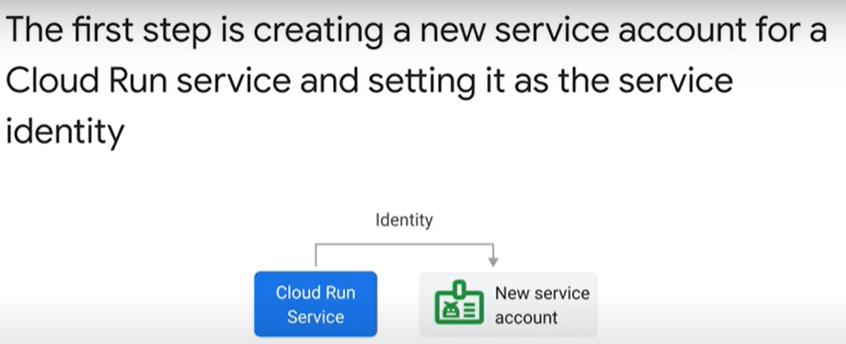 The first step is creating a new service account for a
Cloud Run service and setting it as the service
identity
Identity
Cloud Run
Service
New service
account